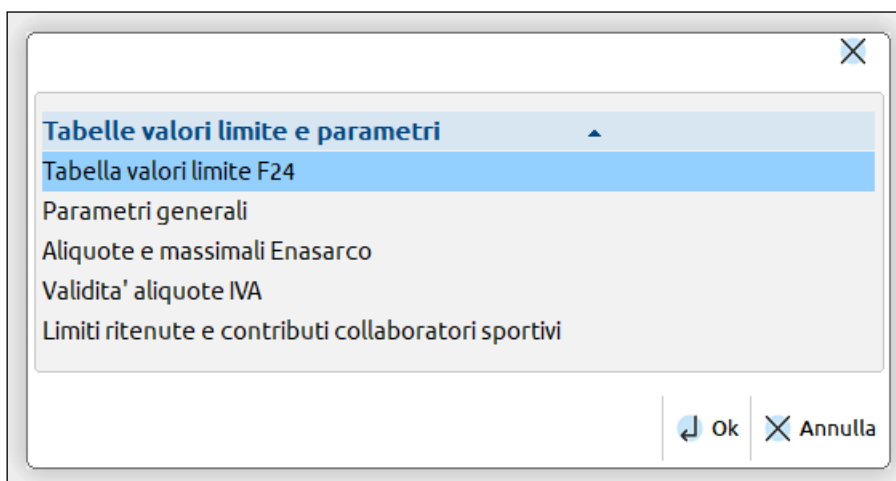 Tabelle valori limite e parametri
Tabella valori limite F24
Parametri generali
Aliquote e massimali Enasarco
Validita' aliquote IVA
Limiti ritenute e contributi collaboratori sportivi
Ok Annulla